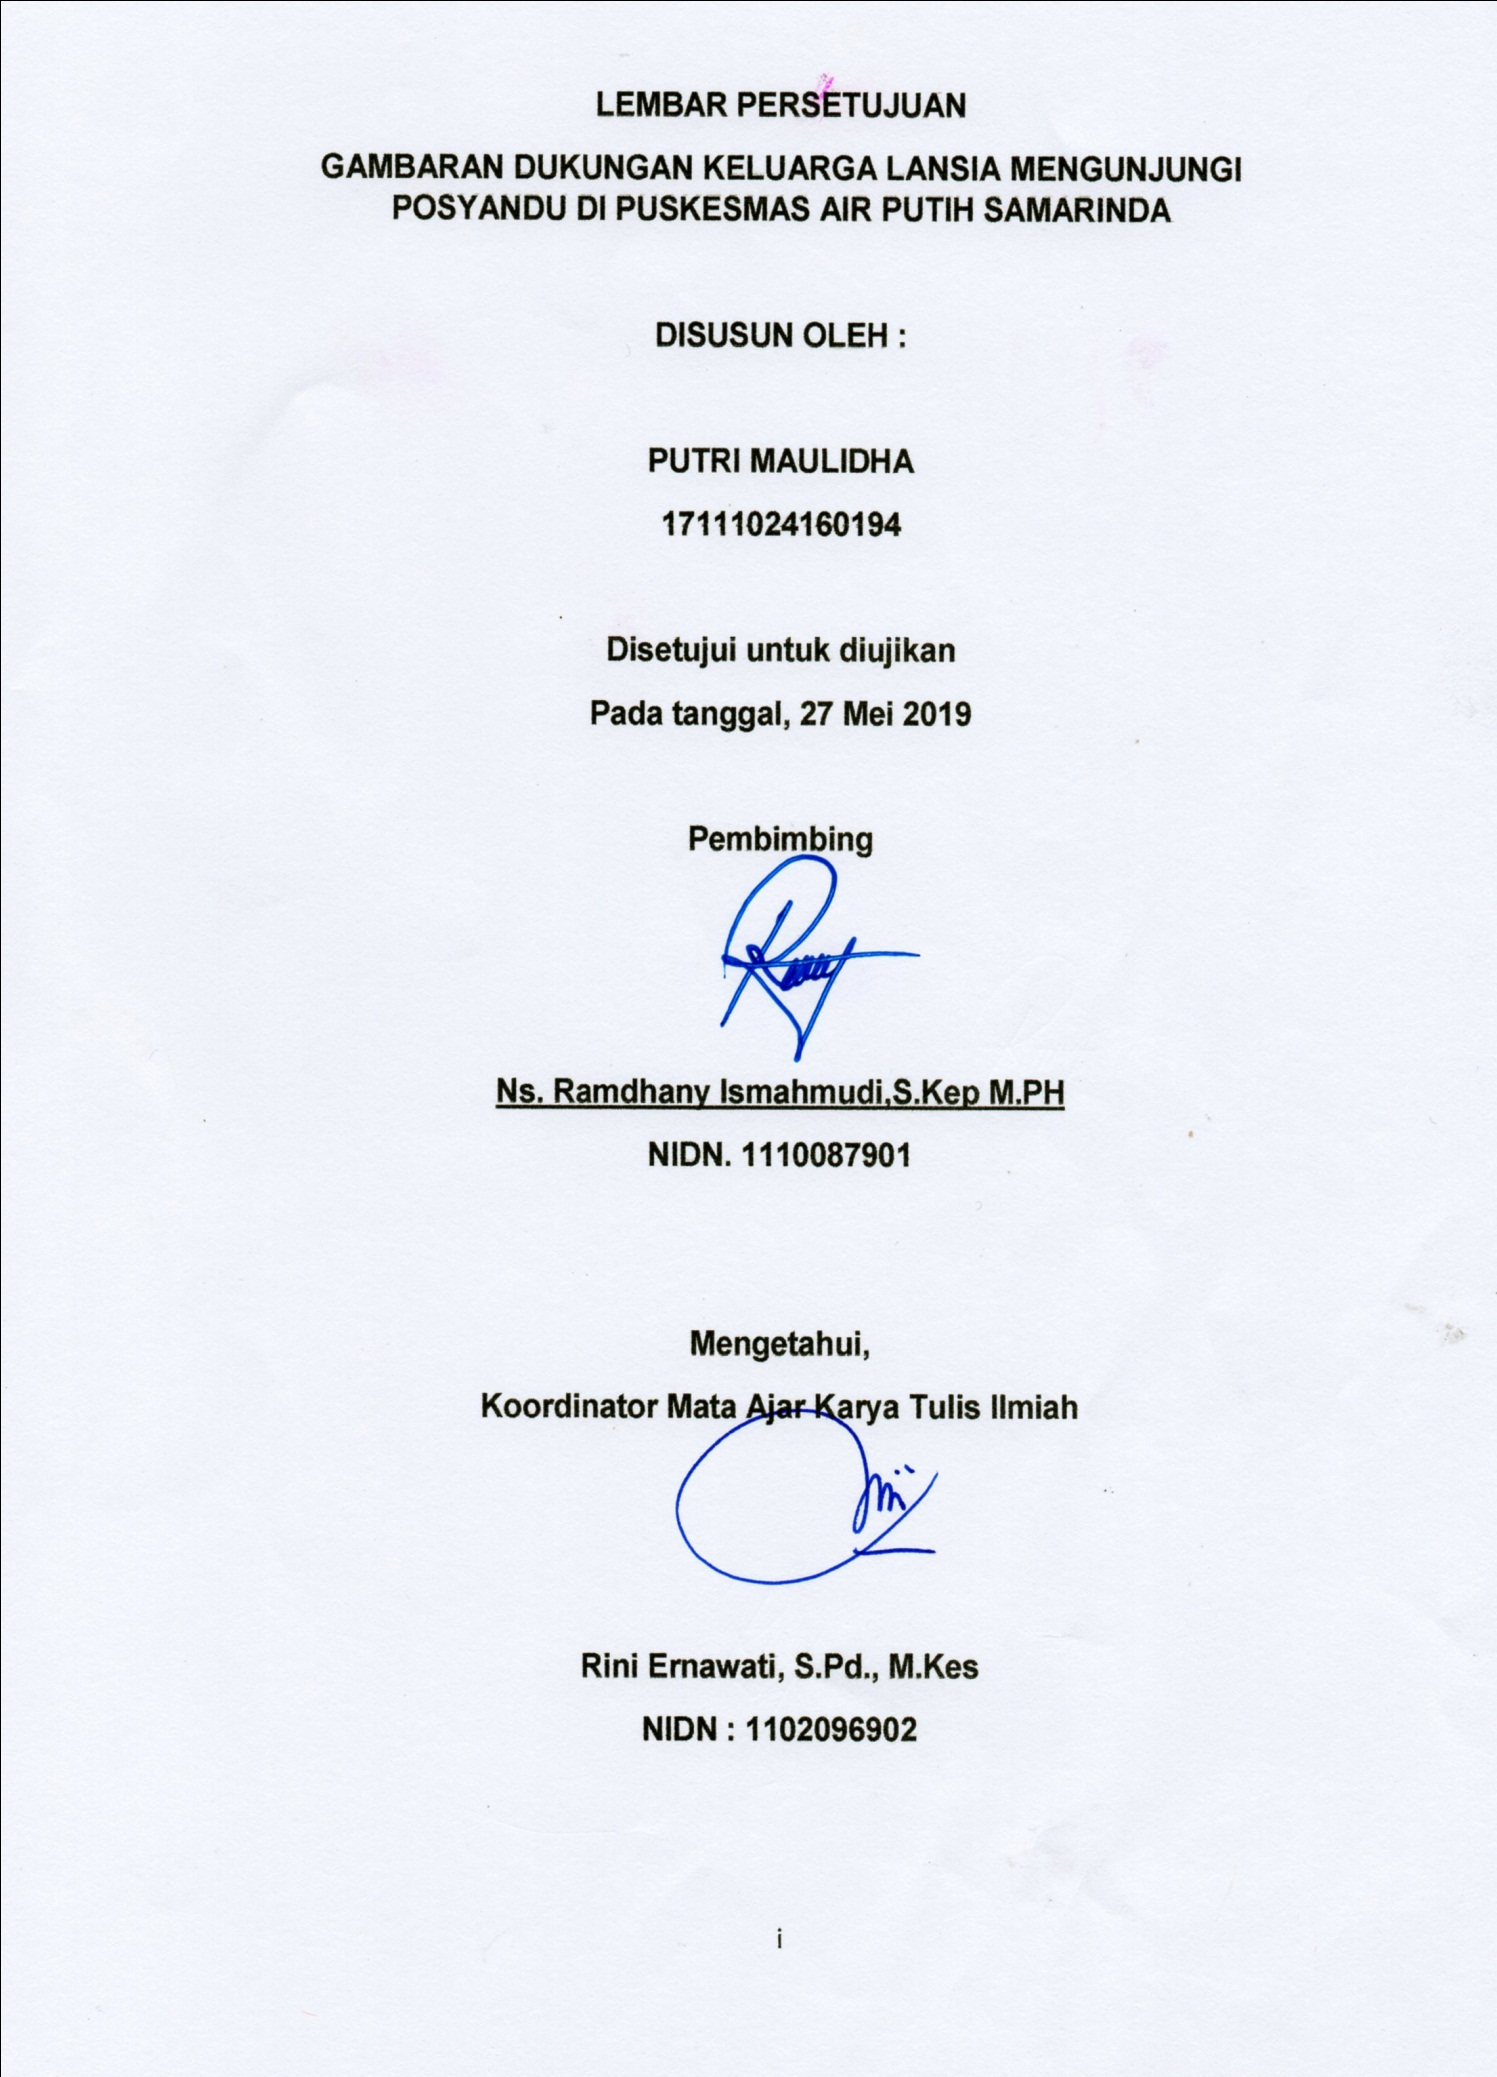 LEMBAR PERSETUJUAN
GAMBARAN DUKUNGAN KELUARGA LANSIA MENGUNJUNGI
POSYANDU DI PUSKESMAS AIR PUTIH SAMARINDA
DISUSUN OLEH :
PUTRI MAULIDHA
17111024160194
Disetujui untuk diujikan
Pada tanggal, 27 Mei 2019
Pembimbing
Ns. Ramdhany Ismahmudi,S.Kep M.PH
NIDN. 1110087901
Mengetahui,
Koordinator Mata Ajar Karya Tulis Ilmiah
Rini Ernawati, S.Pd., M.Kes
NIDN : 1102096902
i